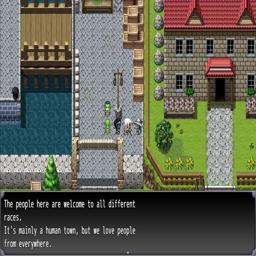 The people here are welcome to all different
races.
It's mainly a human town, but we love people
from everywhere.